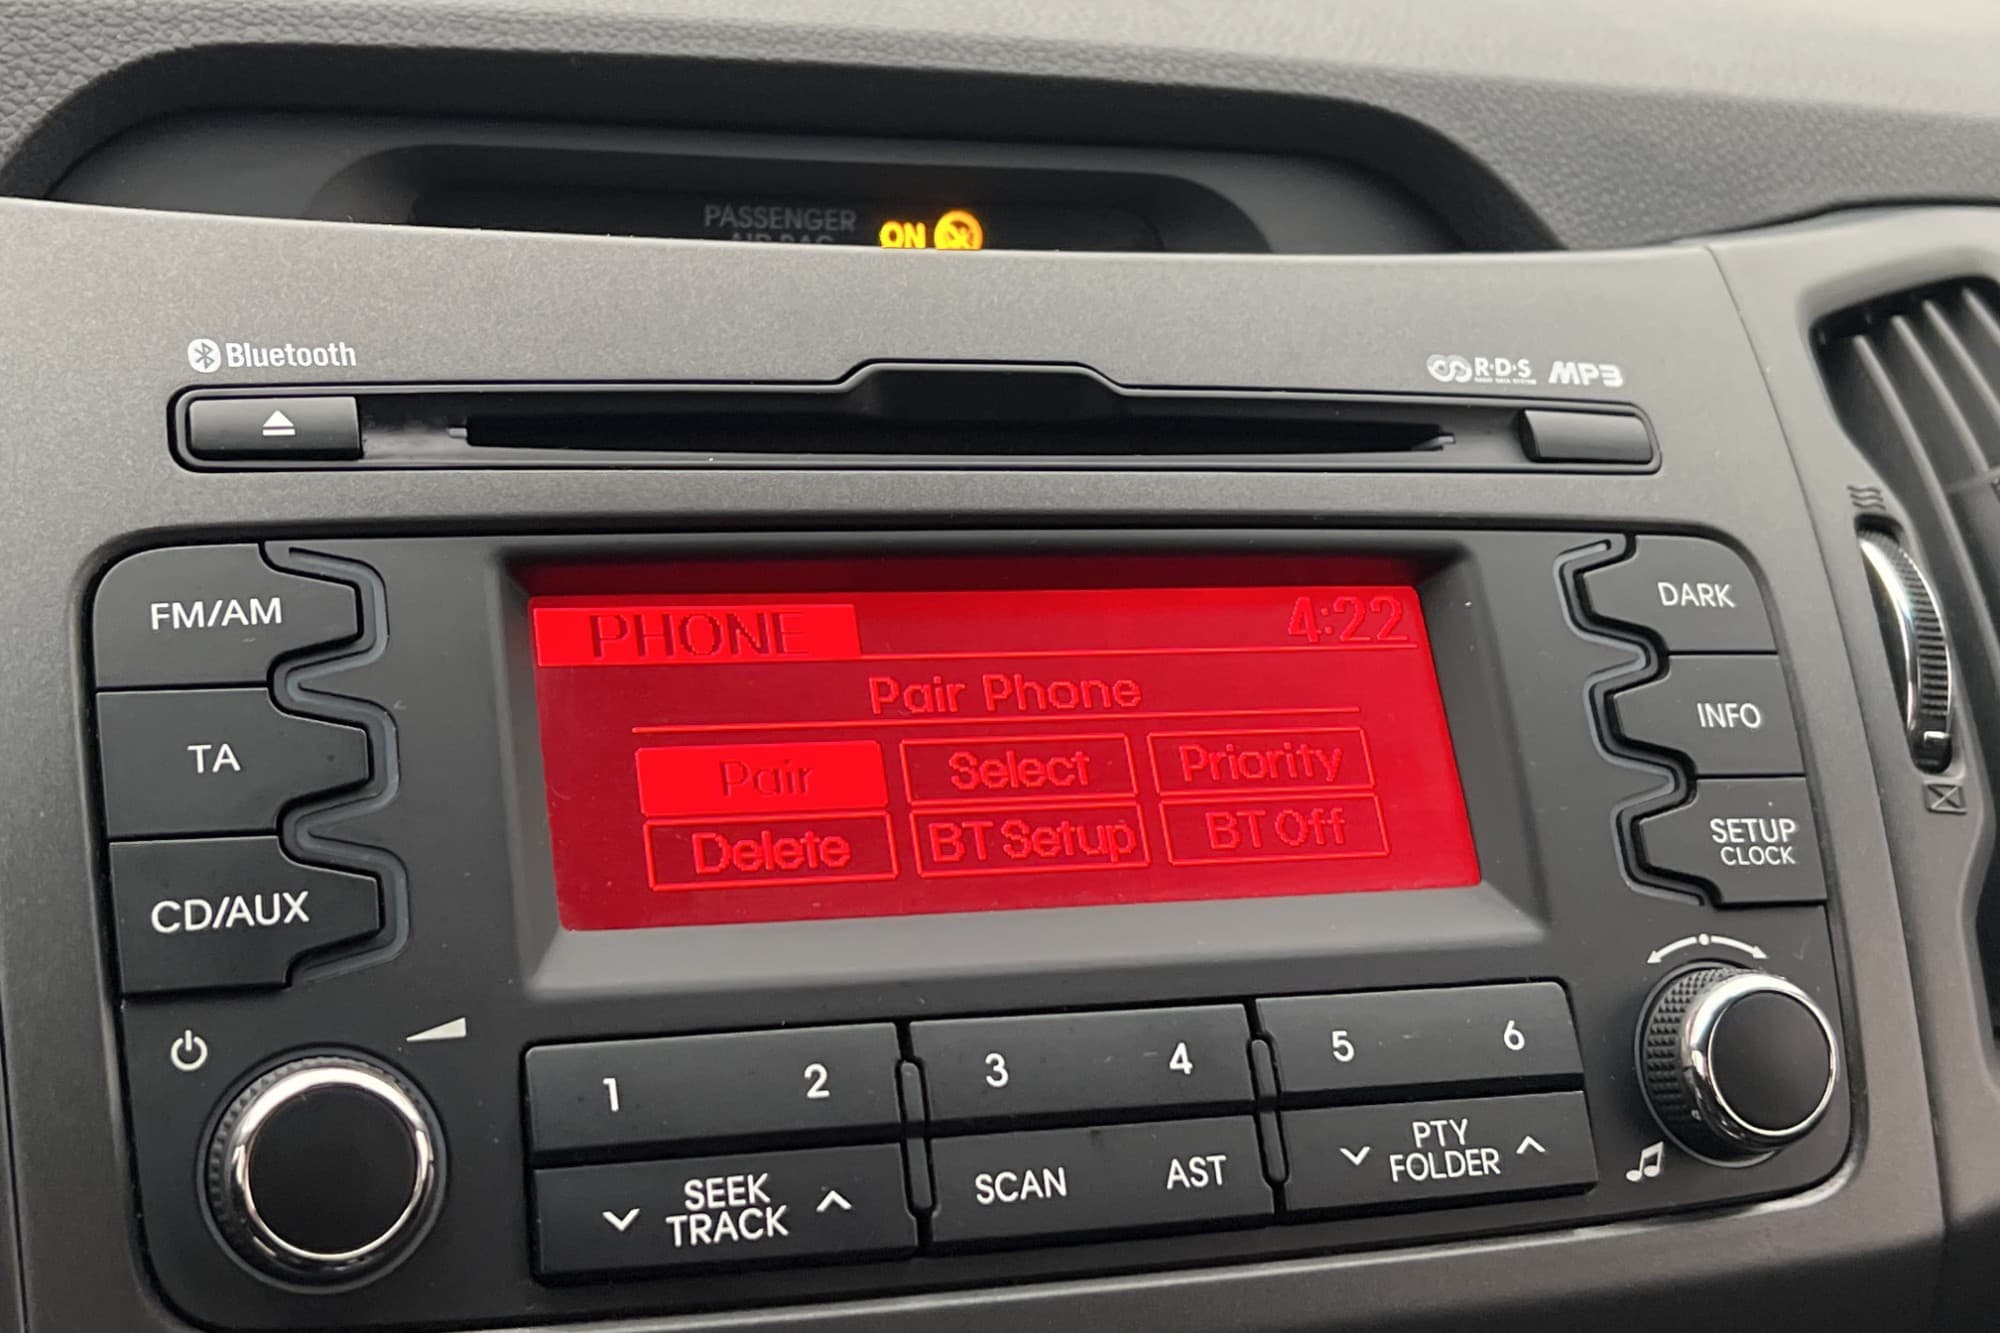 PASSENGER
AIR BAG ON
Bluetooth
R·D·S MP3
FM/AM
TA
CD/AUX
PHONE 4:22
Pair Phone
Pair Select Priority
Delete BT Setup BT Off
DARK
INFO
SETUP
CLOCK
1 2 3 4 5 6
SEEK
TRACK
SCAN AST
PTY
FOLDER